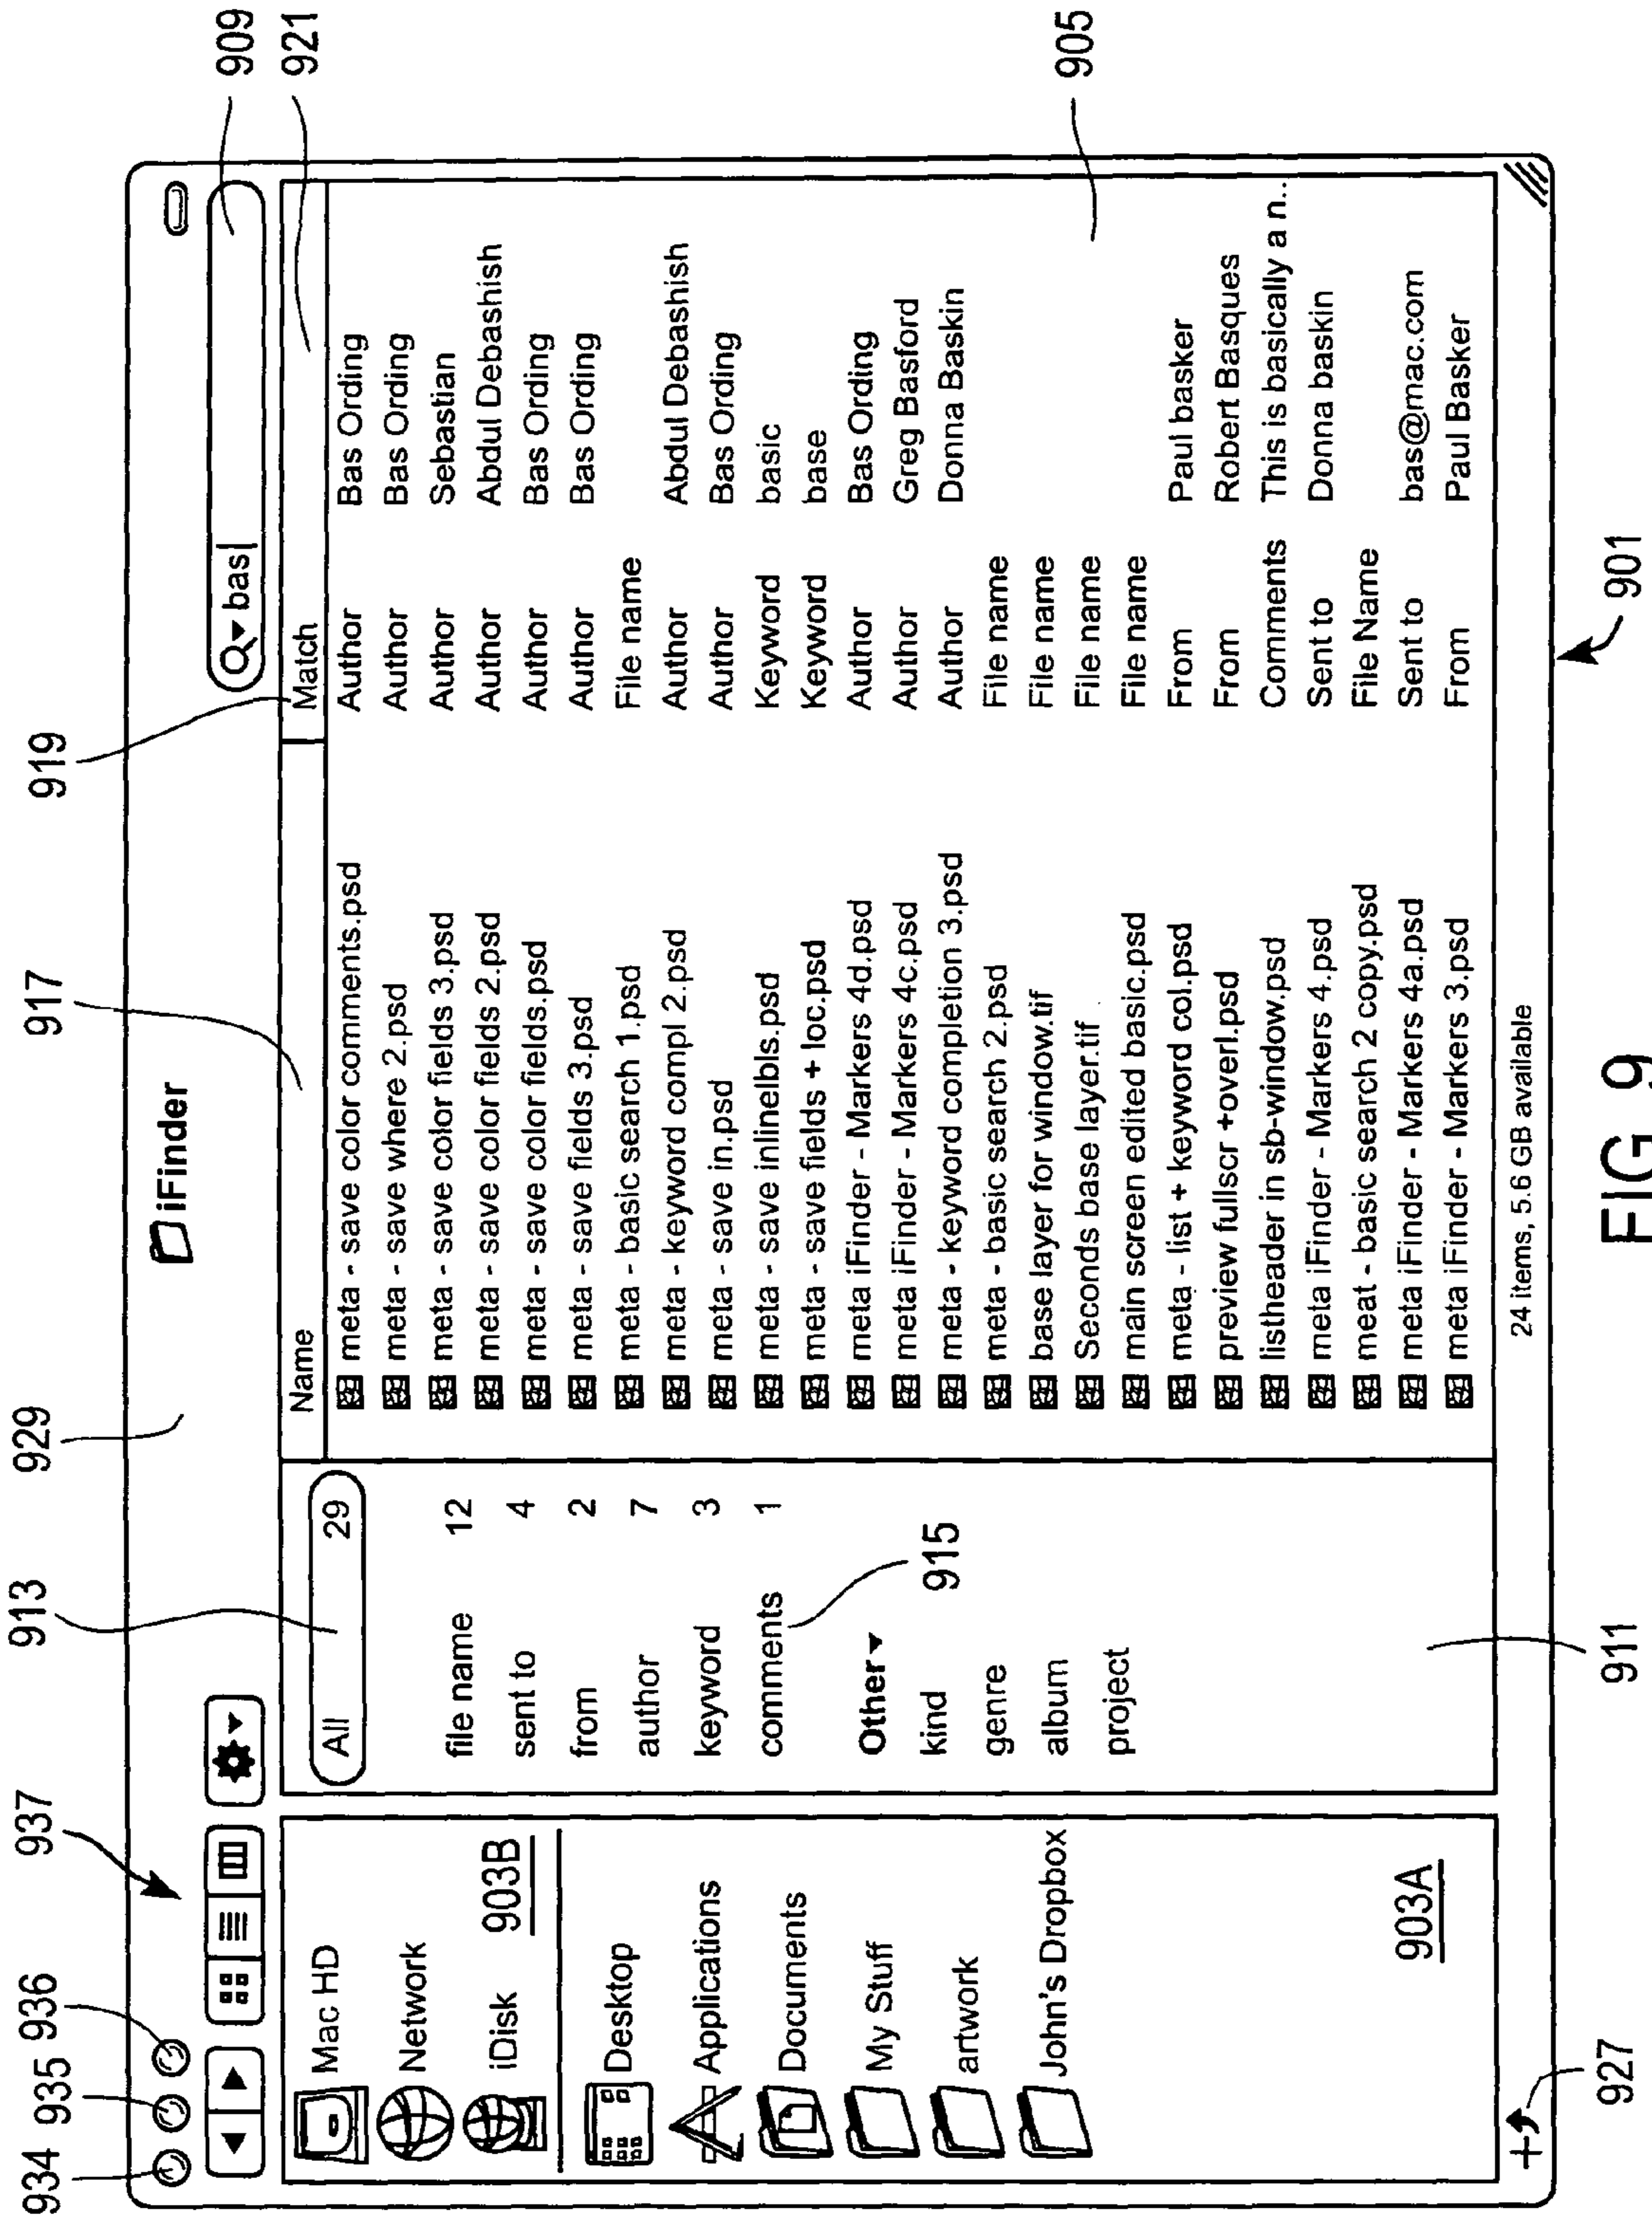 934 935 936 937 913 929 917 919
iFinder
bas
909
921
Mac HD
Network
iDisk
903B
Desktop
Applications
Documents
My Stuff
artwork
John's Dropbox
903A
All 29
file name 12
sent to 4
from 2
author 7
keyword 3
comments 1
915
Other
kind
genre
album
project
Name Match
meta - save color comments.psd Author Bas Ording
meta - save where 2.psd Author Bas Ording
meta - save color fields 3.psd Author Sebastian
meta - save color fields 2.psd Author Abdul Debashish
meta - save color fields.psd Author Bas Ording
meta - save fields 3.psd Author Bas Ording
meta - basic search 1.psd File name
meta - keyword compl 2.psd Author Abdul Debashish
meta - save in.psd Author Bas Ording
meta - save inlinelbls.psd Keyword basic
meta - save fields + loc.psd Keyword base
meta iFinder - Markers 4d.psd Author Bas Ording
meta iFinder - Markers 4c.psd Author Greg Basford
meta - keyword completion 3.psd Author Donna Baskin
meta - basic search 2.psd File name
base layer for window.tif File name
Seconds base layer.tif File name
main screen edited basic.psd File name
meta - list + keyword col.psd From Paul basker
preview fullscr +overl.psd From Robert Basques
listheader in sb-window.psd Comments This is basically a n..
meta iFinder - Markers 4.psd Sent to Donna baskin
meat - basic search 2 copy.psd File Name
meta iFinder - Markers 4a.psd Sent to bas@mac.com
meta iFinder - Markers 3.psd From Paul Basker
905
24 items, 5.6 GB available
927
911
901
FIG. 9